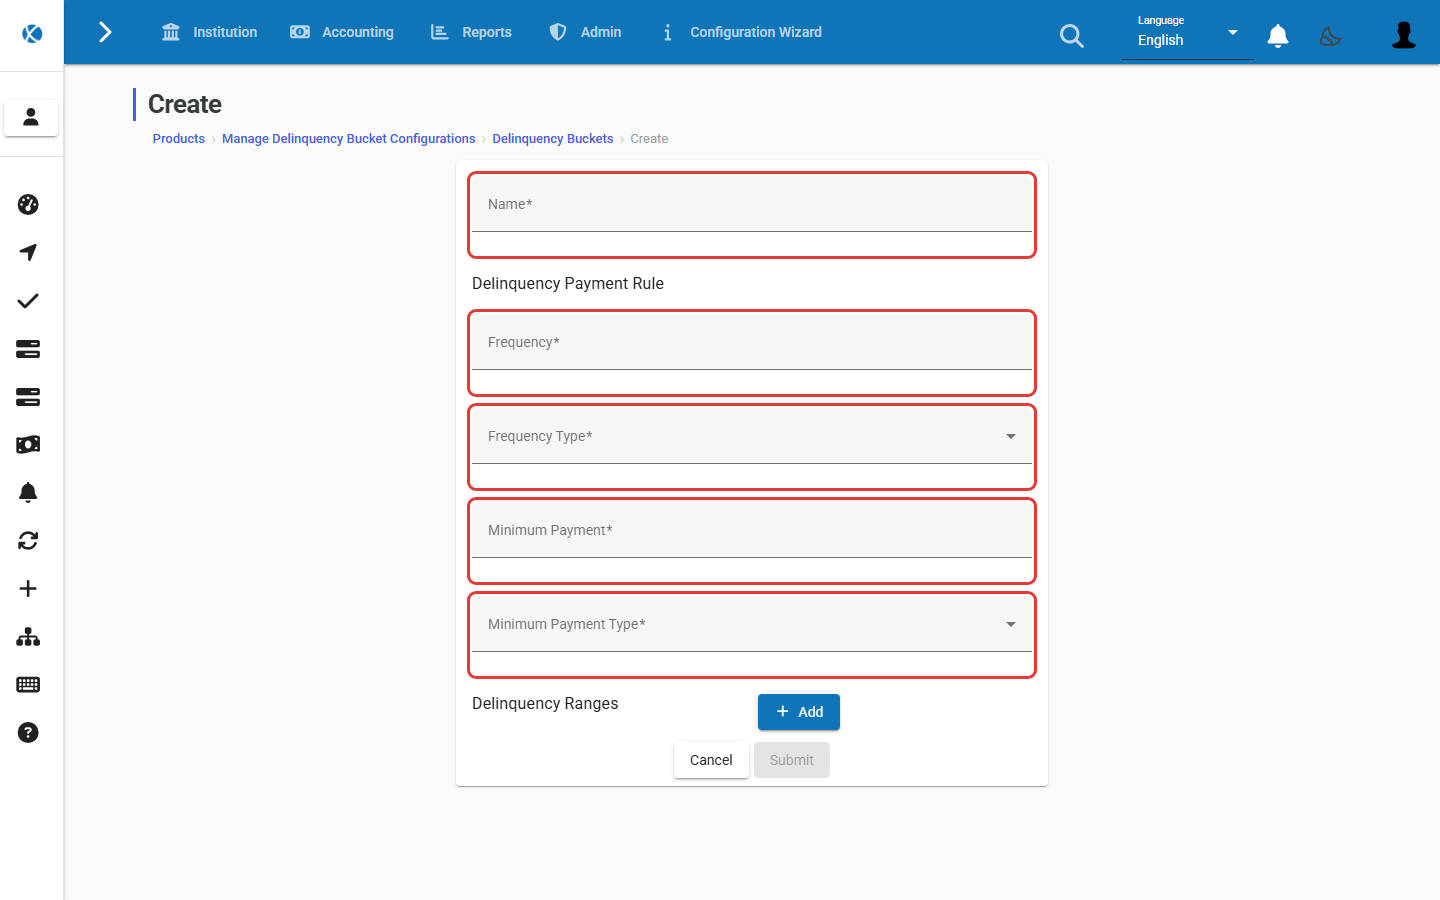 Institution
Accounting
Reports
Admin
Configuration Wizard
Language
English
Create
Products › Manage Delinquency Bucket Configurations › Delinquency Buckets › Create
Name*
Delinquency Payment Rule
Frequency*
Frequency Type*
Minimum Payment*
Minimum Payment Type*
Delinquency Ranges
+ Add
Cancel
Submit